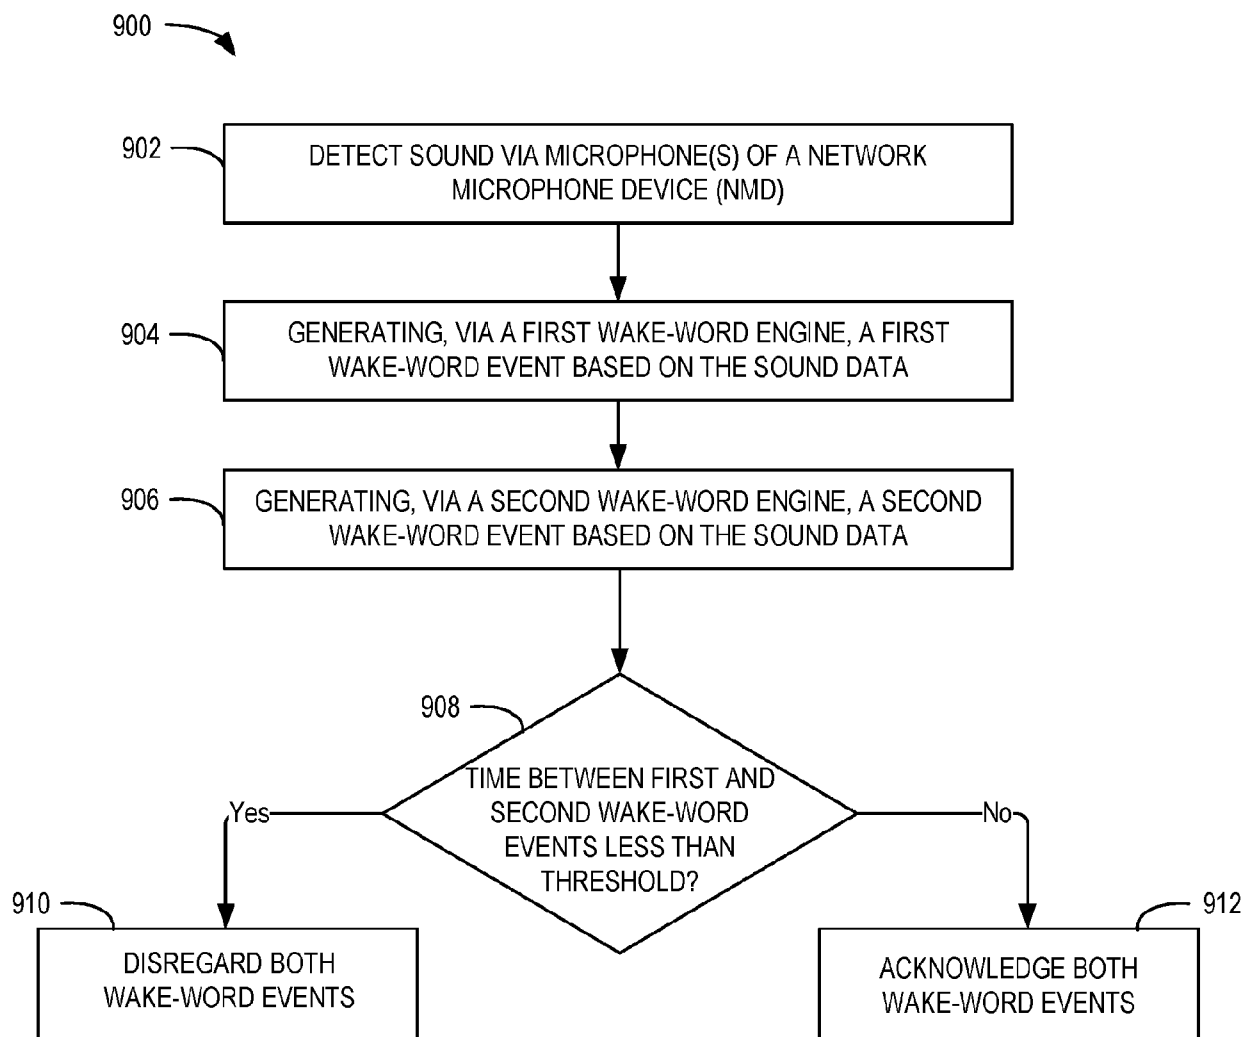 900
902
DETECT SOUND VIA MICROPHONE(S) OF A NETWORK
MICROPHONE DEVICE (NMD)
904
GENERATING, VIA A FIRST WAKE-WORD ENGINE, A FIRST
WAKE-WORD EVENT BASED ON THE SOUND DATA
906
GENERATING, VIA A SECOND WAKE-WORD ENGINE, A SECOND
WAKE-WORD EVENT BASED ON THE SOUND DATA
908
TIME BETWEEN FIRST AND
SECOND WAKE-WORD
EVENTS LESS THAN
THRESHOLD?
Yes
No
910
DISREGARD BOTH
WAKE-WORD EVENTS
912
ACKNOWLEDGE BOTH
WAKE-WORD EVENTS